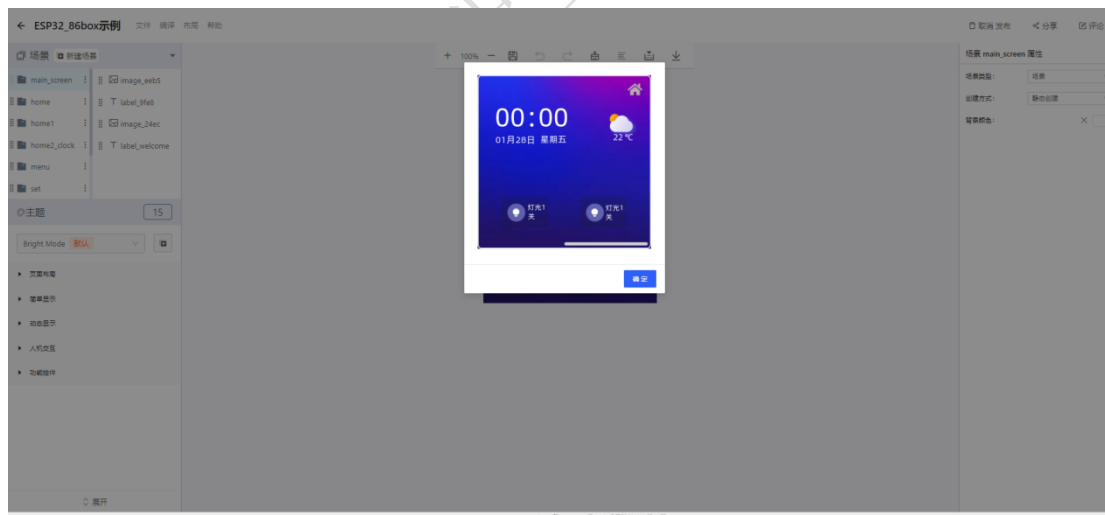 ← ESP32_86box示例 文件 编译 布局 帮助 取消发布 分享 评论
场景 新建场景
main_screen image_eeb5
home label_9fe8
home1 image_24ec
home2_clock label_welcome
menu
set
主题 15
Bright Mode 默认
页面布局
简单显示
动态显示
人机交互
功能控件
展开
+ 100% −
00:00
01月28日 星期五
22 ℃
灯光1 灯光1
关 关
确定
场景 main_screen 属性
场景类型: 场景
创建方式: 静态创建
背景颜色: